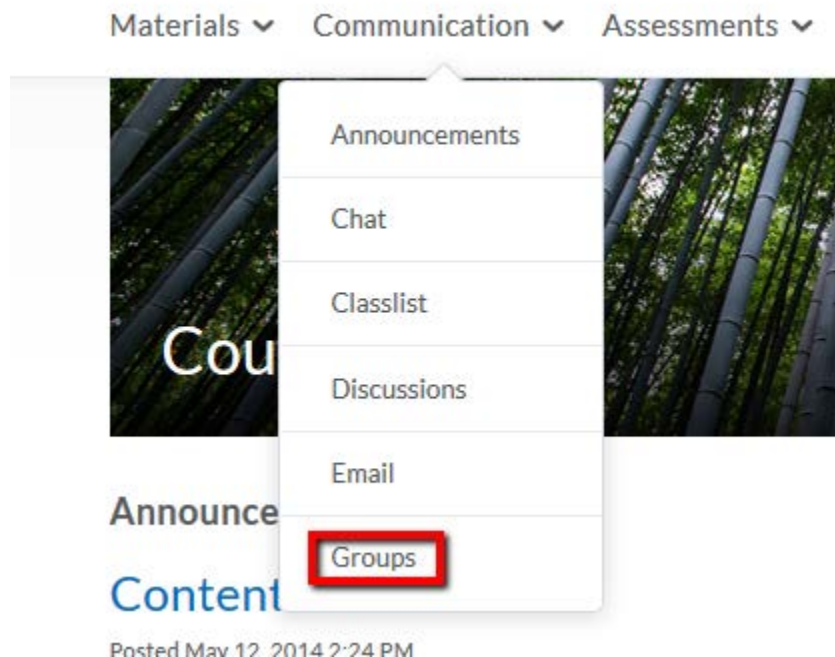 Materials Communication Assessments
Announcements
Chat
Classlist
Cou
Discussions
Email
Announce
Groups
Content
Posted May 12, 2014 2:24 PM